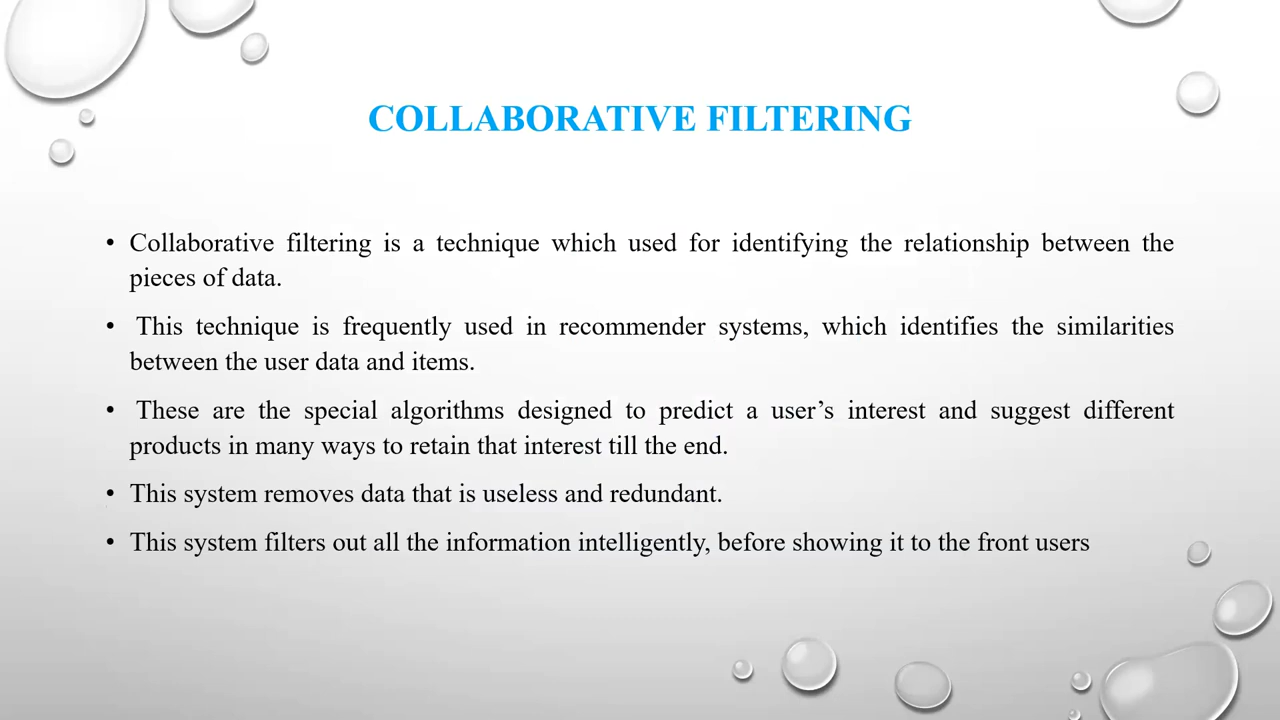 COLLABORATIVE FILTERING
• Collaborative filtering is a technique which used for identifying the relationship between the
pieces of data.
• This technique is frequently used in recommender systems, which identifies the similarities
between the user data and items.
• These are the special algorithms designed to predict a user’s interest and suggest different
products in many ways to retain that interest till the end.
• This system removes data that is useless and redundant.
• This system filters out all the information intelligently, before showing it to the front users